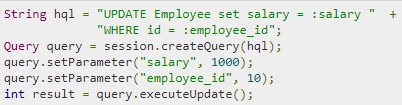 String hql = "UPDATE Employee set salary = :salary "  +
             "WHERE id = :employee_id";
Query query = session.createQuery(hql);
query.setParameter("salary", 1000);
query.setParameter("employee_id", 10);
int result = query.executeUpdate();